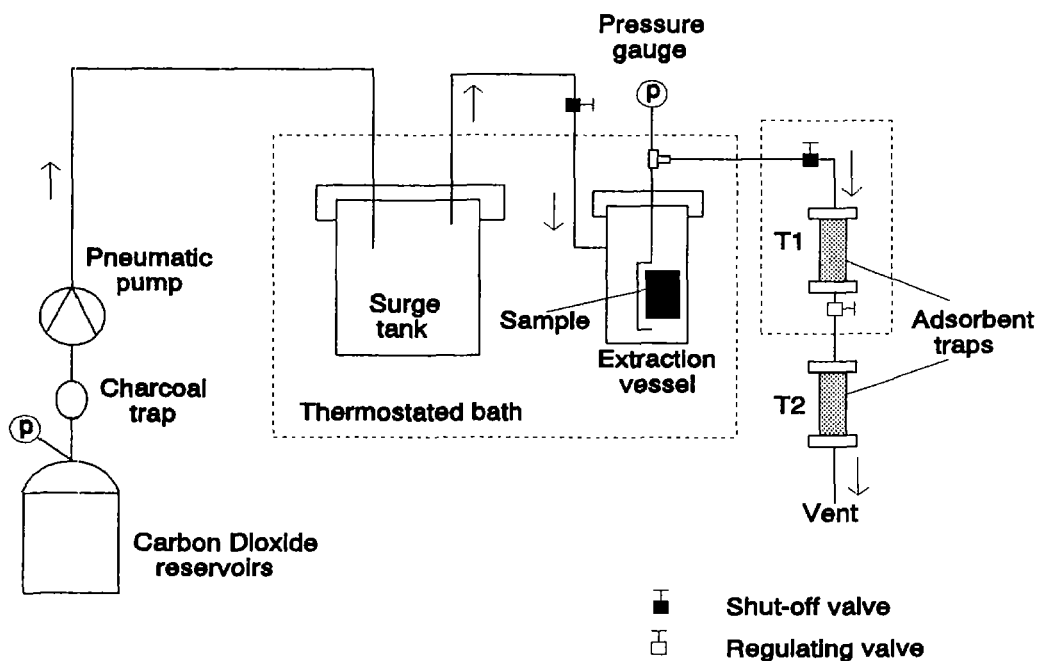 Pressure
gauge
p
Pneumatic
pump
Surge
tank
Sample
T1
Adsorbent
traps
Extraction
vessel
Charcoal
trap
Thermostated bath
T2
p
Vent
Carbon Dioxide
reservoirs
Shut-off valve
Regulating valve